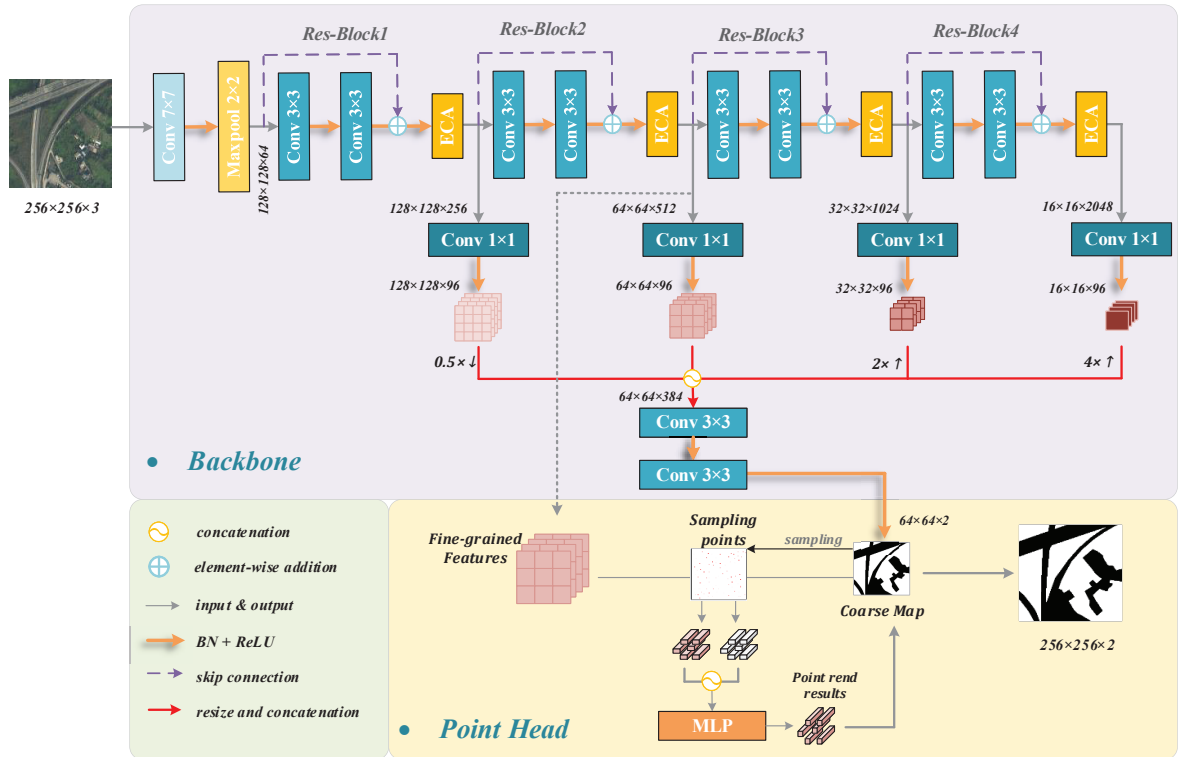 Res-Block1
Res-Block2
Res-Block3
Res-Block4
Conv 7×7
Maxpool 2×2
128×128×64
Conv 3×3
Conv 3×3
ECA
Conv 3×3
Conv 3×3
ECA
Conv 3×3
Conv 3×3
ECA
Conv 3×3
Conv 3×3
ECA
256×256×3
128×128×256
64×64×512
32×32×1024
16×16×2048
Conv 1×1
Conv 1×1
Conv 1×1
Conv 1×1
128×128×96
64×64×96
32×32×96
16×16×96
0.5×↓
2×↑
4×↑
64×64×384
Conv 3×3
Conv 3×3
• Backbone
64×64×2
concatenation
element-wise addition
input & output
BN + ReLU
skip connection
resize and concatenation
Fine-grained
Features
Sampling
points
sampling
Coarse Map
256×256×2
Point rend
results
MLP
• Point Head